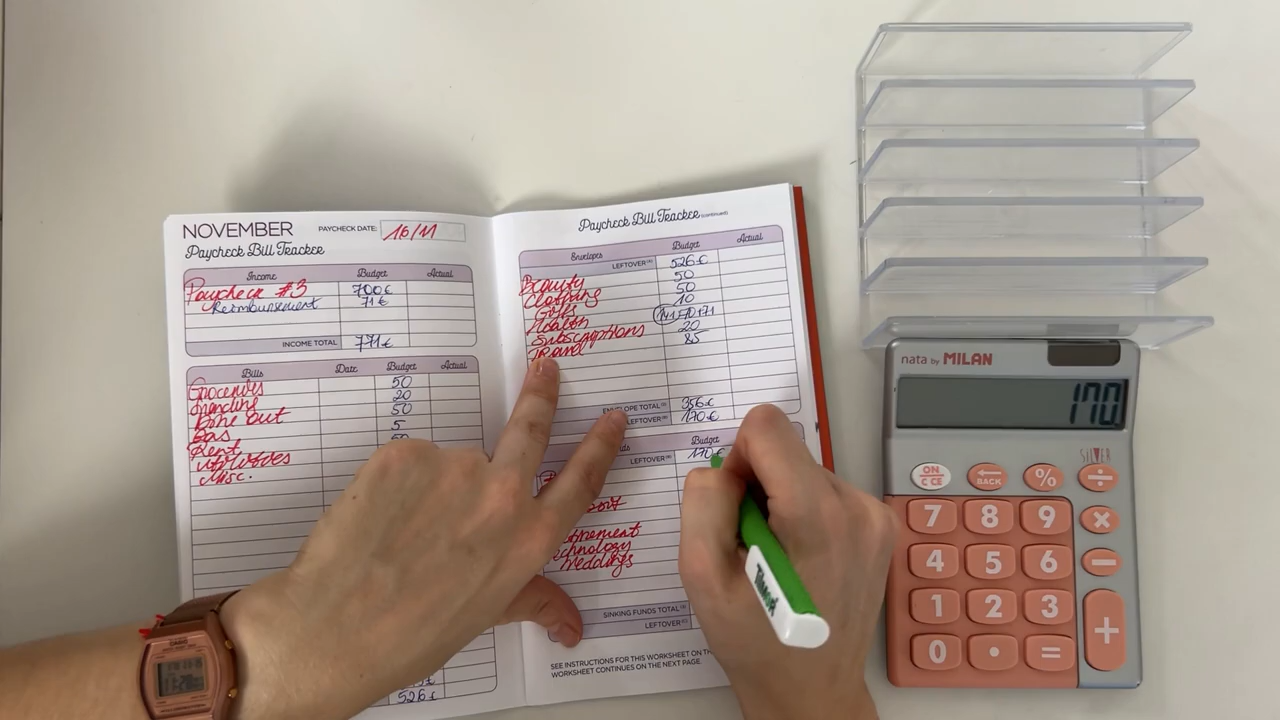 NOVEMBER PAYCHECK DATE: 16/11
Paycheck Bill Tracker
Income Budget Actual
Paycheck #3 700€
Reimbursement 71€
INCOME TOTAL 771€
Bills Date Budget Actual
Groceries 50
20
Dine out 50
Gas 5
Rent 50
Utilities
Misc.
526€
Paycheck Bill Tracker (continued)
Envelopes Budget Actual
LEFTOVER 526€
Beauty 50
Clothing 50
Gifts 10
Health 70+71
Subscriptions 20
Travel 85
ENVELOPE TOTAL 356€
LEFTOVER 170€
Budget
LEFTOVER 170€
Technology
Weddings
SINKING FUNDS TOTAL
LEFTOVER
SEE INSTRUCTIONS FOR THIS WORKSHEET ON TH
WORKSHEET CONTINUES ON THE NEXT PAGE
nata by MILAN
170
SILVER
ON/C CE BACK % ÷
7 8 9 ×
4 5 6 −
1 2 3 +
0 • =
CASIO